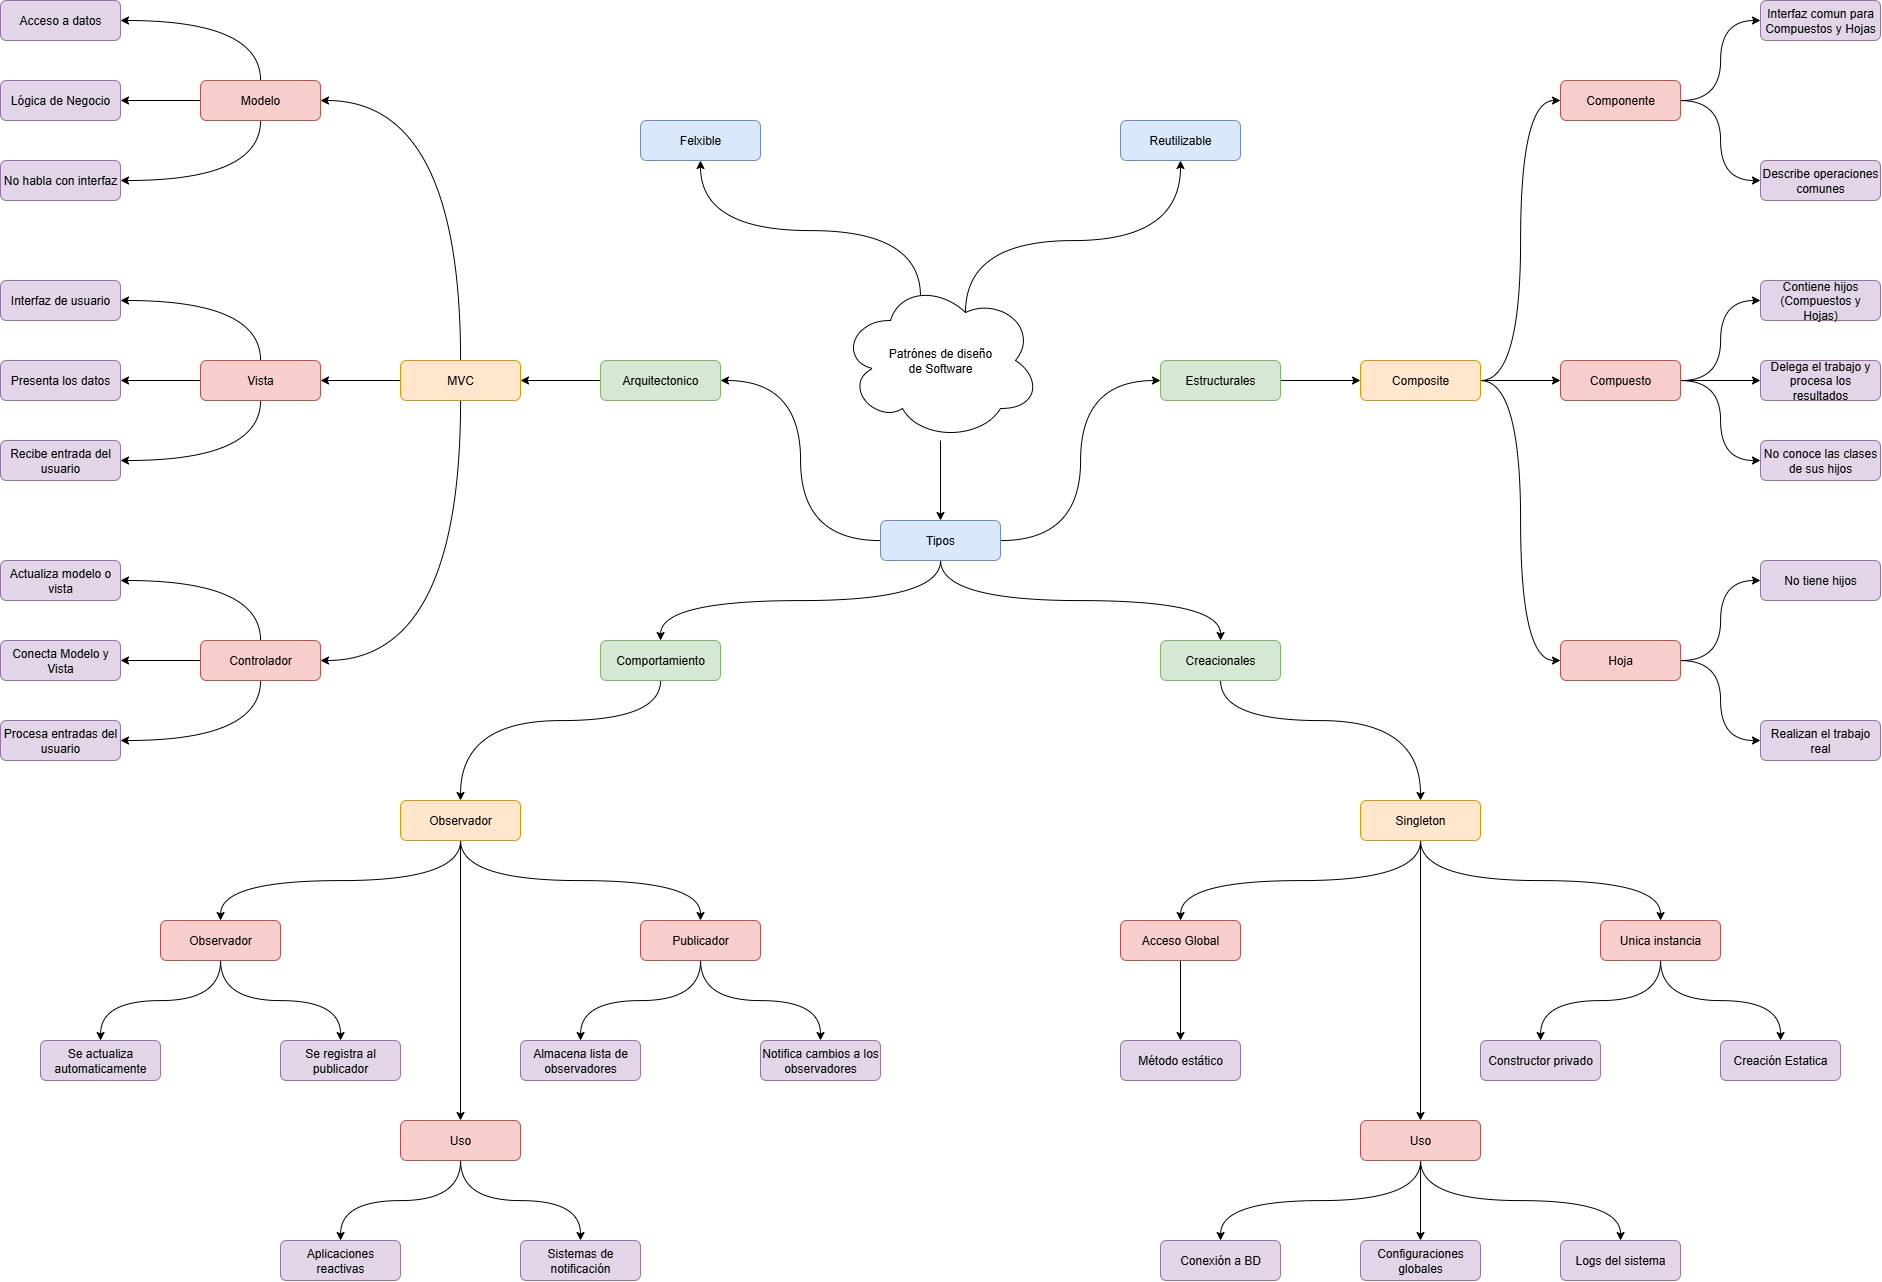 Acceso a datos
Lógica de Negocio
Modelo
No habla con interfaz
Felxible
Reutilizable
Interfaz comun para
Compuestos y Hojas
Componente
Describe operaciones
comunes
Interfaz de usuario
Presenta los datos
Vista
MVC
Arquitectonico
Recibe entrada del
usuario
Patrónes de diseño
de Software
Estructurales
Composite
Compuesto
Contiene hijos
(Compuestos y
Hojas)
Delega el trabajo y
procesa los
resultados
No conoce las clases
de sus hijos
Tipos
Actualiza modelo o
vista
Conecta Modelo y
Vista
Controlador
Procesa entradas del
usuario
Comportamiento
Creacionales
Hoja
No tiene hijos
Realizan el trabajo
real
Observador
Singleton
Observador
Publicador
Acceso Global
Unica instancia
Se actualiza
automaticamente
Se registra al
publicador
Almacena lista de
observadores
Notifica cambios a los
observadores
Método estático
Constructor privado
Creación Estatica
Uso
Uso
Aplicaciones
reactivas
Sistemas de
notificación
Conexión a BD
Configuraciones
globales
Logs del sistema